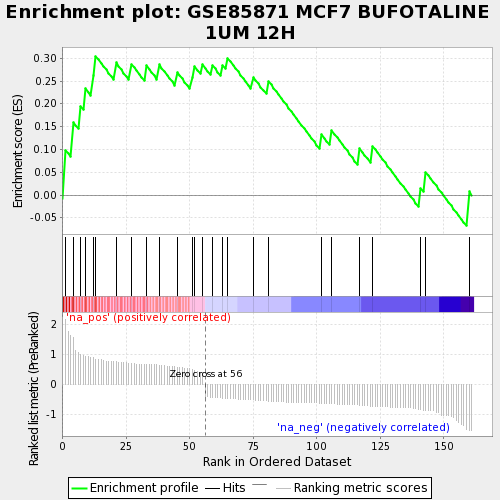 Enrichment plot: GSE85871 MCF7 BUFOTALINE
1UM 12H
Enrichment score (ES)
0.30
0.25
0.20
0.15
0.10
0.05
0.00
-0.05
'na_pos' (positively correlated)
Zero cross at 56
'na_neg' (negatively correlated)
Ranked list metric (PreRanked)
2
1
0
-1
0
25
50
75
100
125
150
Rank in Ordered Dataset
Enrichment profile
Hits
Ranking metric scores